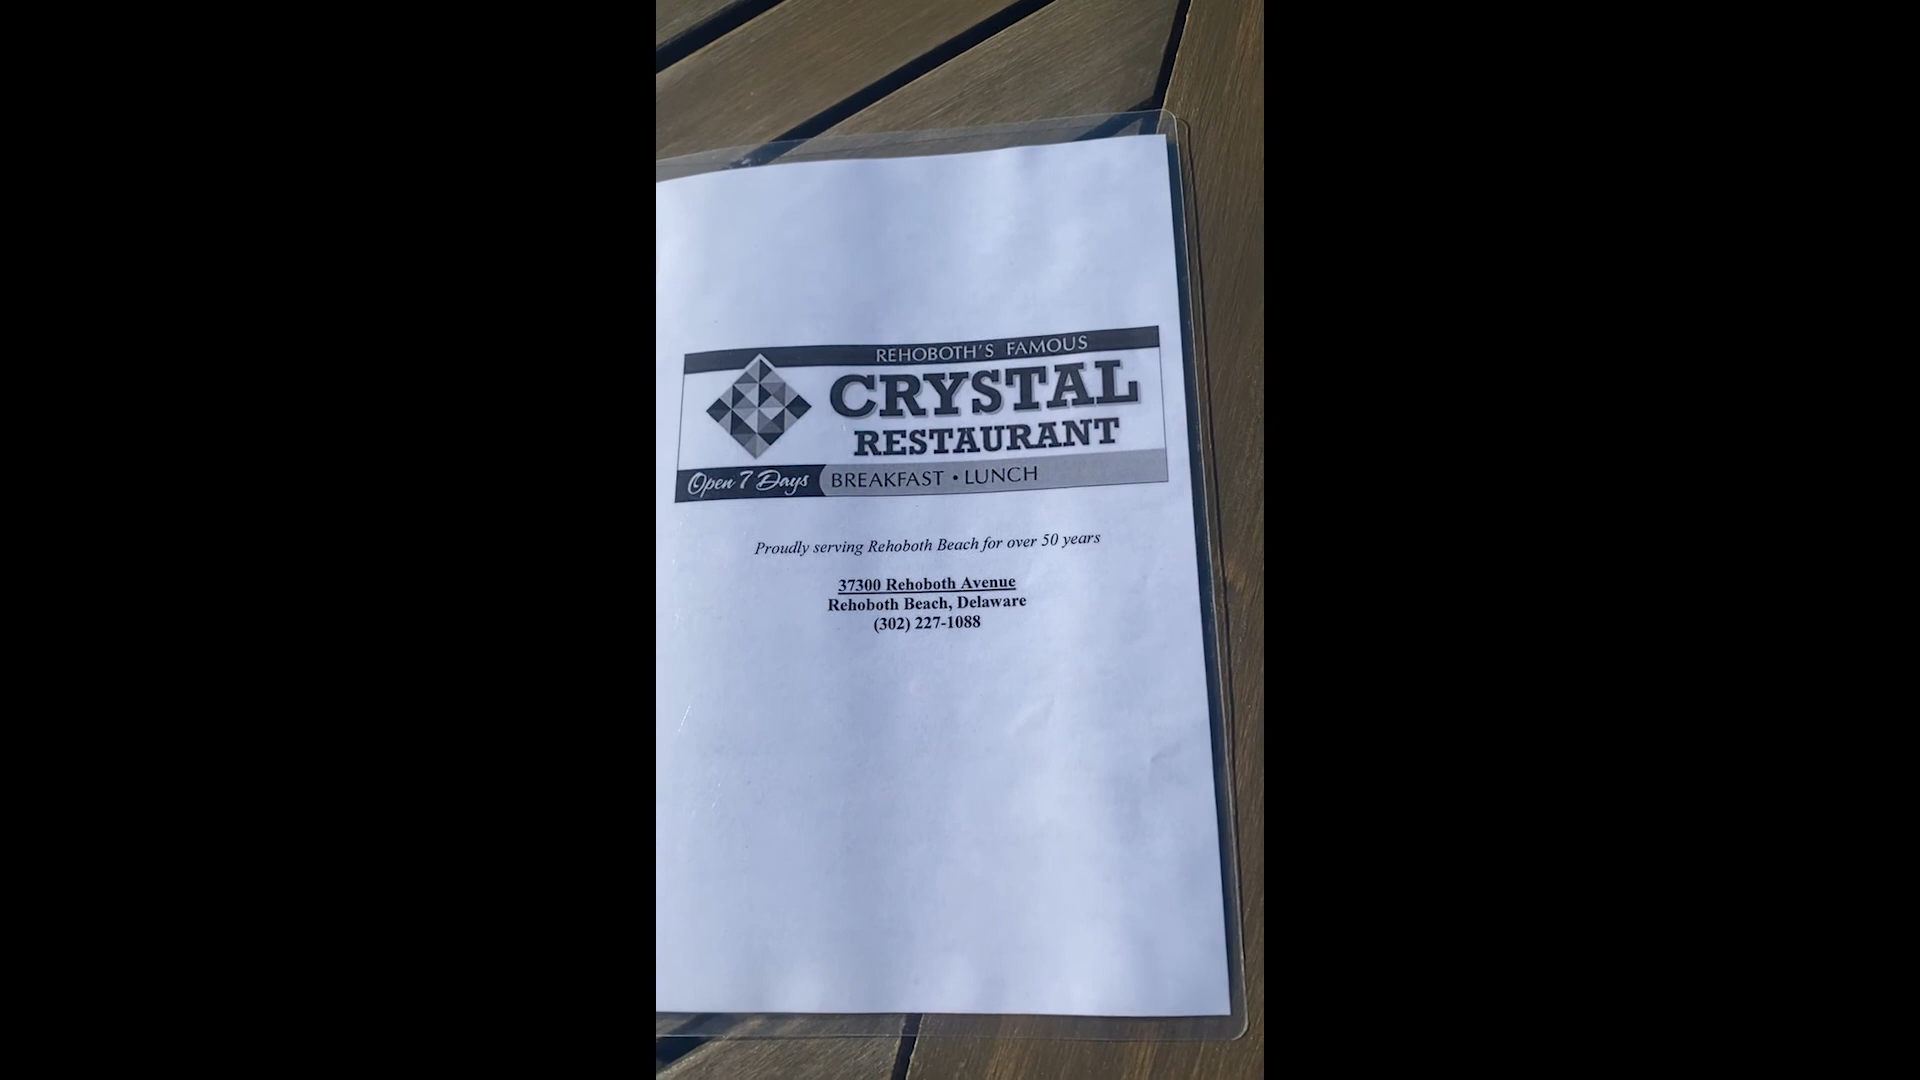 REHOBOTH'S FAMOUS
CRYSTAL
RESTAURANT
Open 7 Days BREAKFAST • LUNCH
Proudly serving Rehoboth Beach for over 50 years
37300 Rehoboth Avenue
Rehoboth Beach, Delaware
(302) 227-1088